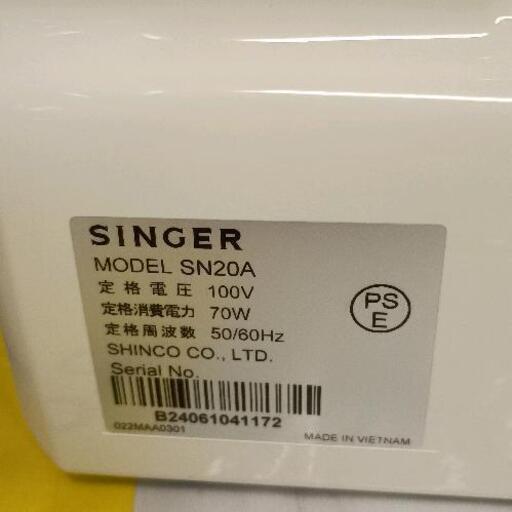 SINGER
MODEL SN20A
定格電圧 100V
定格消費電力 70W
定格周波数 50/60Hz
SHINCO CO., LTD.
Serial No.
B24061041172
022MAA0301
PS
E
MADE IN VIETNAM